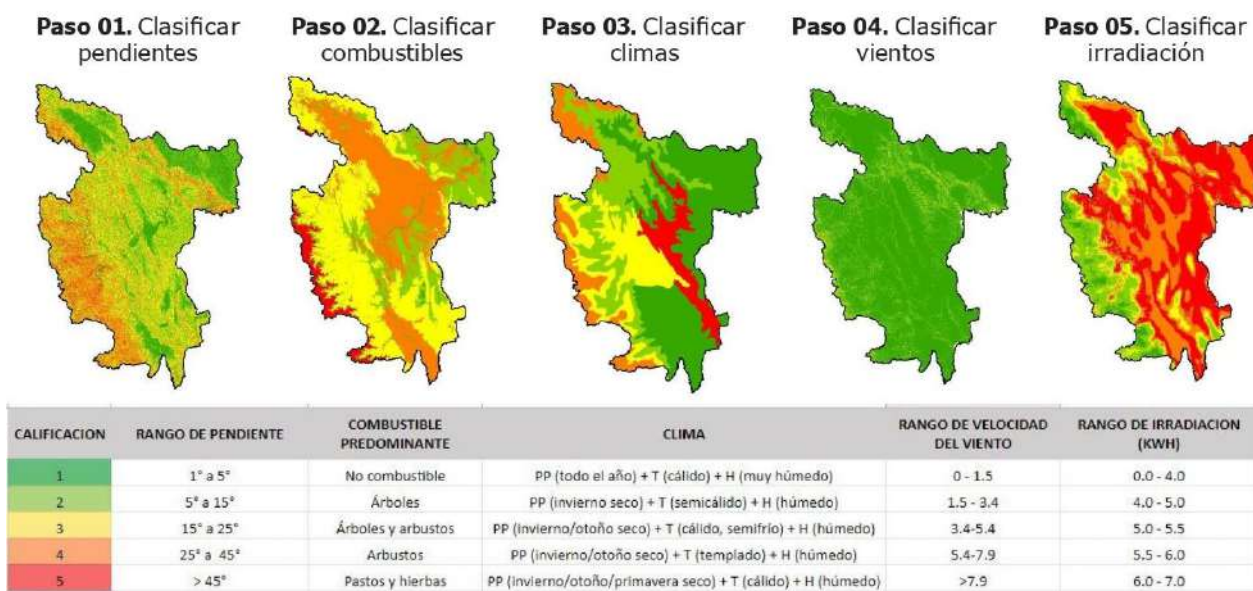 Paso 01. Clasificar
pendientes
Paso 02. Clasificar
combustibles
Paso 03. Clasificar
climas
Paso 04. Clasificar
vientos
Paso 05. Clasificar
irradiación
CALIFICACION RANGO DE PENDIENTE COMBUSTIBLE PREDOMINANTE CLIMA RANGO DE VELOCIDAD DEL VIENTO RANGO DE IRRADIACION (KWH)
1 1° a 5° No combustible PP (todo el año) + T (cálido) + H (muy húmedo) 0 - 1.5 0.0 - 4.0
2 5° a 15° Árboles PP (invierno seco) + T (semicálido) + H (húmedo) 1.5 - 3.4 4.0 - 5.0
3 15° a 25° Árboles y arbustos PP (invierno/otoño seco) + T (cálido, semifrío) + H (húmedo) 3.4-5.4 5.0 - 5.5
4 25° a 45° Arbustos PP (invierno/otoño seco) + T (templado) + H (húmedo) 5.4-7.9 5.5 - 6.0
5 > 45° Pastos y hierbas PP (invierno/otoño/primavera seco) + T (cálido) + H (húmedo) >7.9 6.0 - 7.0